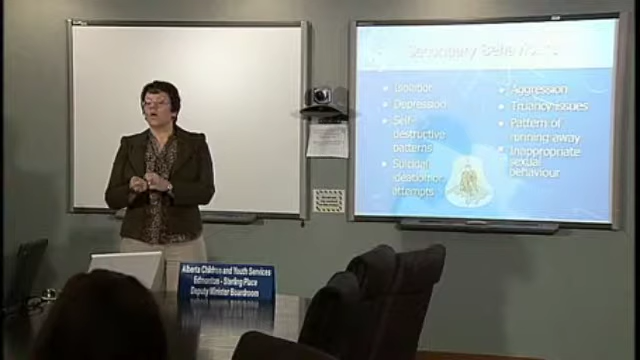 Secondary Behaviours
Isolation
Depression
Self-
destructive
patterns
Suicidal
ideation or
attempts
Aggression
Truancy issues
Pattern of
running away
Inappropriate
sexual
behaviour
Alberta Children and Youth Services
Edmonton - Sterling Place
Deputy Minister Boardroom